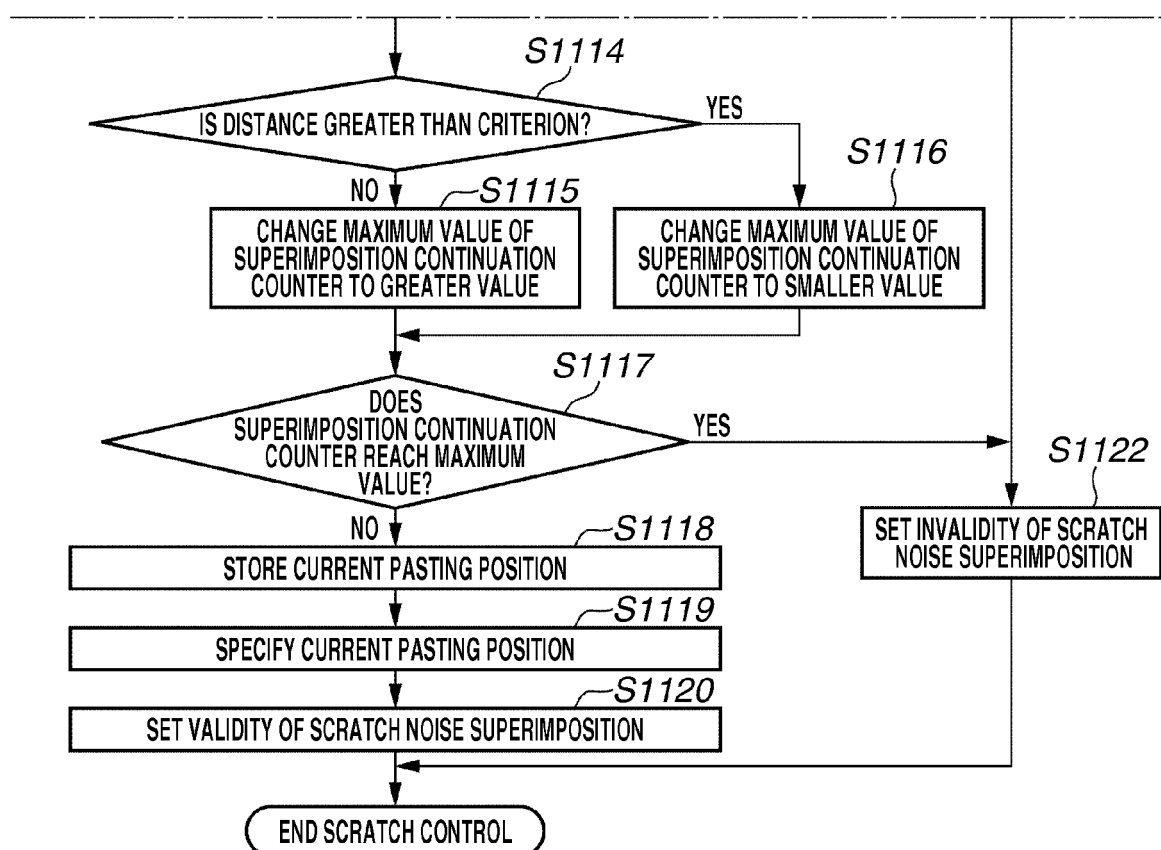 S1114
IS DISTANCE GREATER THAN CRITERION?
YES
NO
S1115
CHANGE MAXIMUM VALUE OF
SUPERIMPOSITION CONTINUATION
COUNTER TO GREATER VALUE
S1116
CHANGE MAXIMUM VALUE OF
SUPERIMPOSITION CONTINUATION
COUNTER TO SMALLER VALUE
S1117
DOES
SUPERIMPOSITION CONTINUATION
COUNTER REACH MAXIMUM
VALUE?
YES
NO
S1118
STORE CURRENT PASTING POSITION
S1119
SPECIFY CURRENT PASTING POSITION
S1120
SET VALIDITY OF SCRATCH NOISE SUPERIMPOSITION
S1122
SET INVALIDITY OF SCRATCH
NOISE SUPERIMPOSITION
END SCRATCH CONTROL